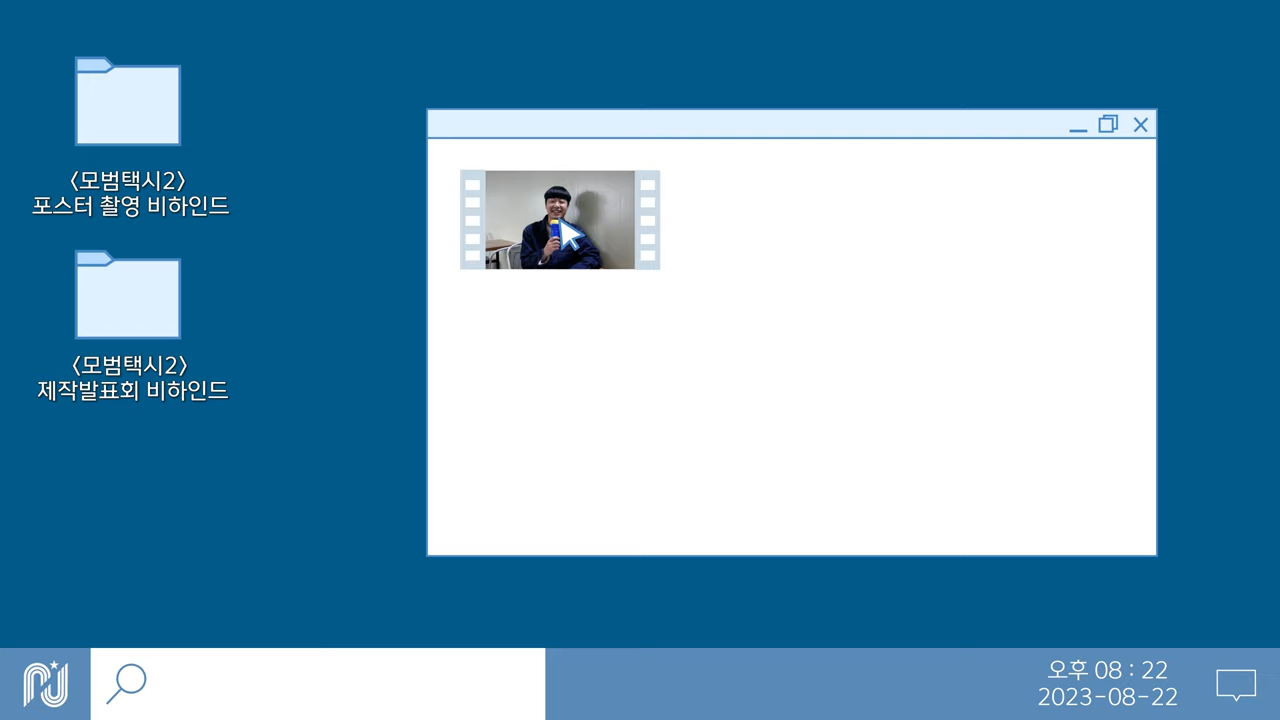 〈모범택시2〉
포스터 촬영 비하인드
〈모범택시2〉
제작발표회 비하인드
오후 08 : 22
2023-08-22